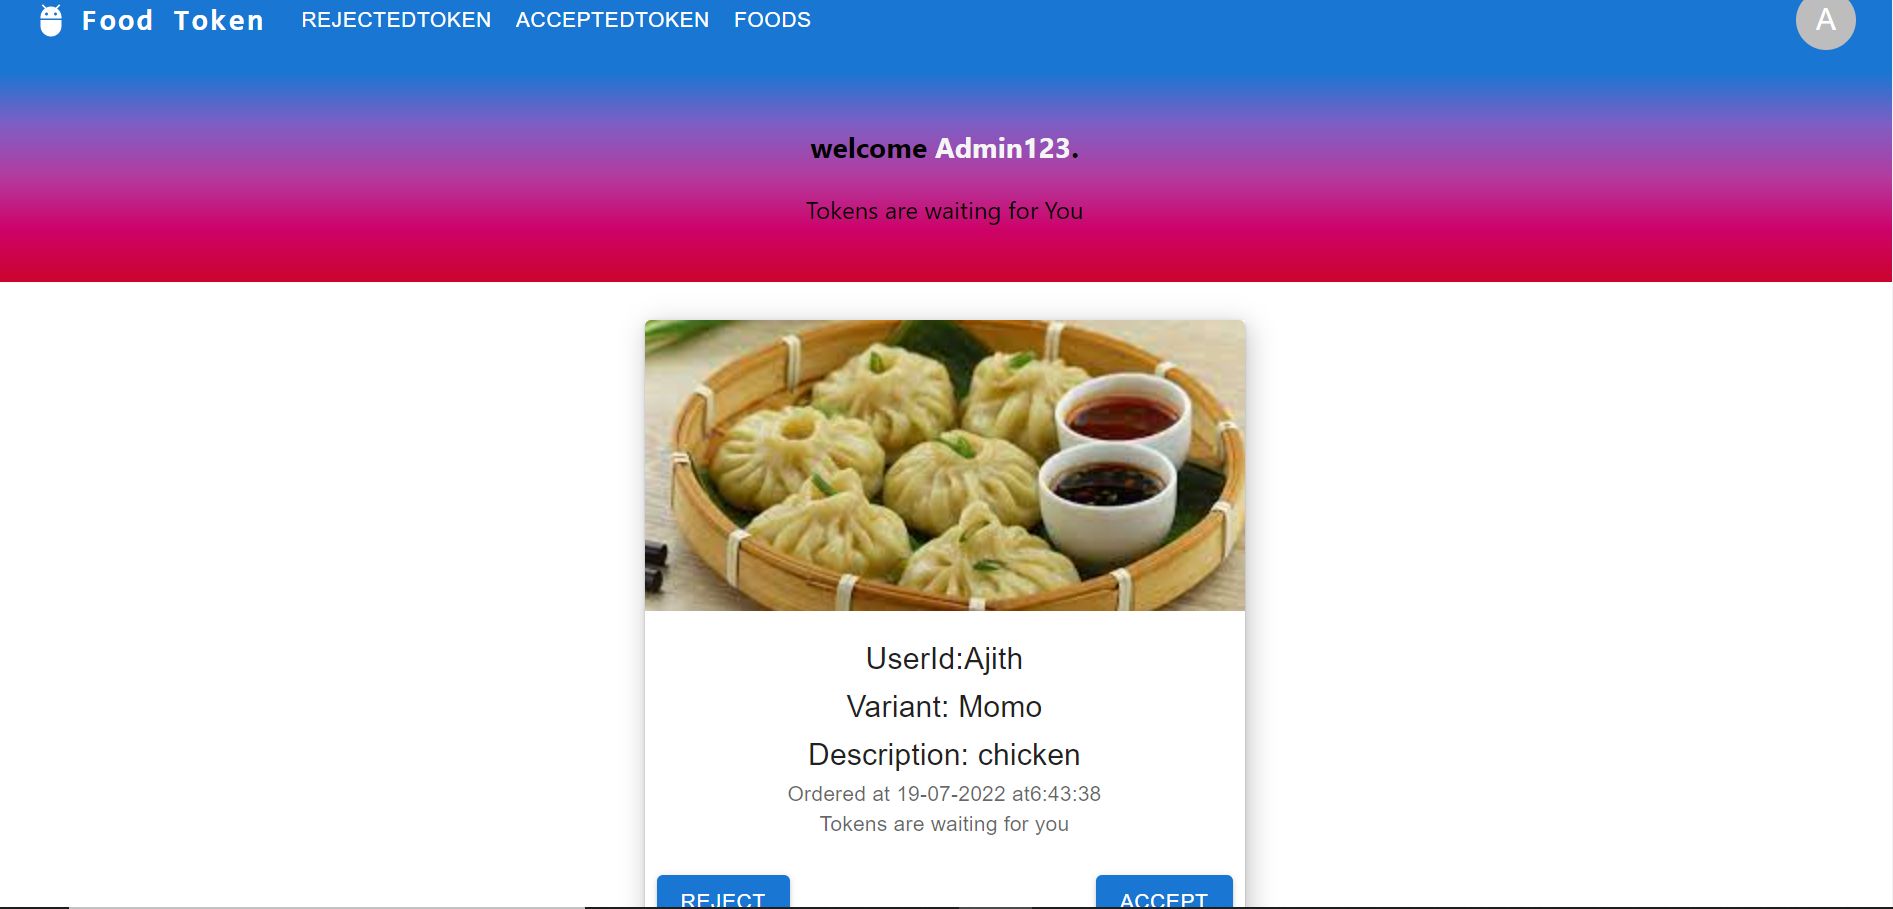 Food Token REJECTEDTOKEN ACCEPTEDTOKEN FOODS A
welcome Admin123.
Tokens are waiting for You
UserId:Ajith
Variant: Momo
Description: chicken
Ordered at 19-07-2022 at6:43:38
Tokens are waiting for you
REJECT ACCEPT